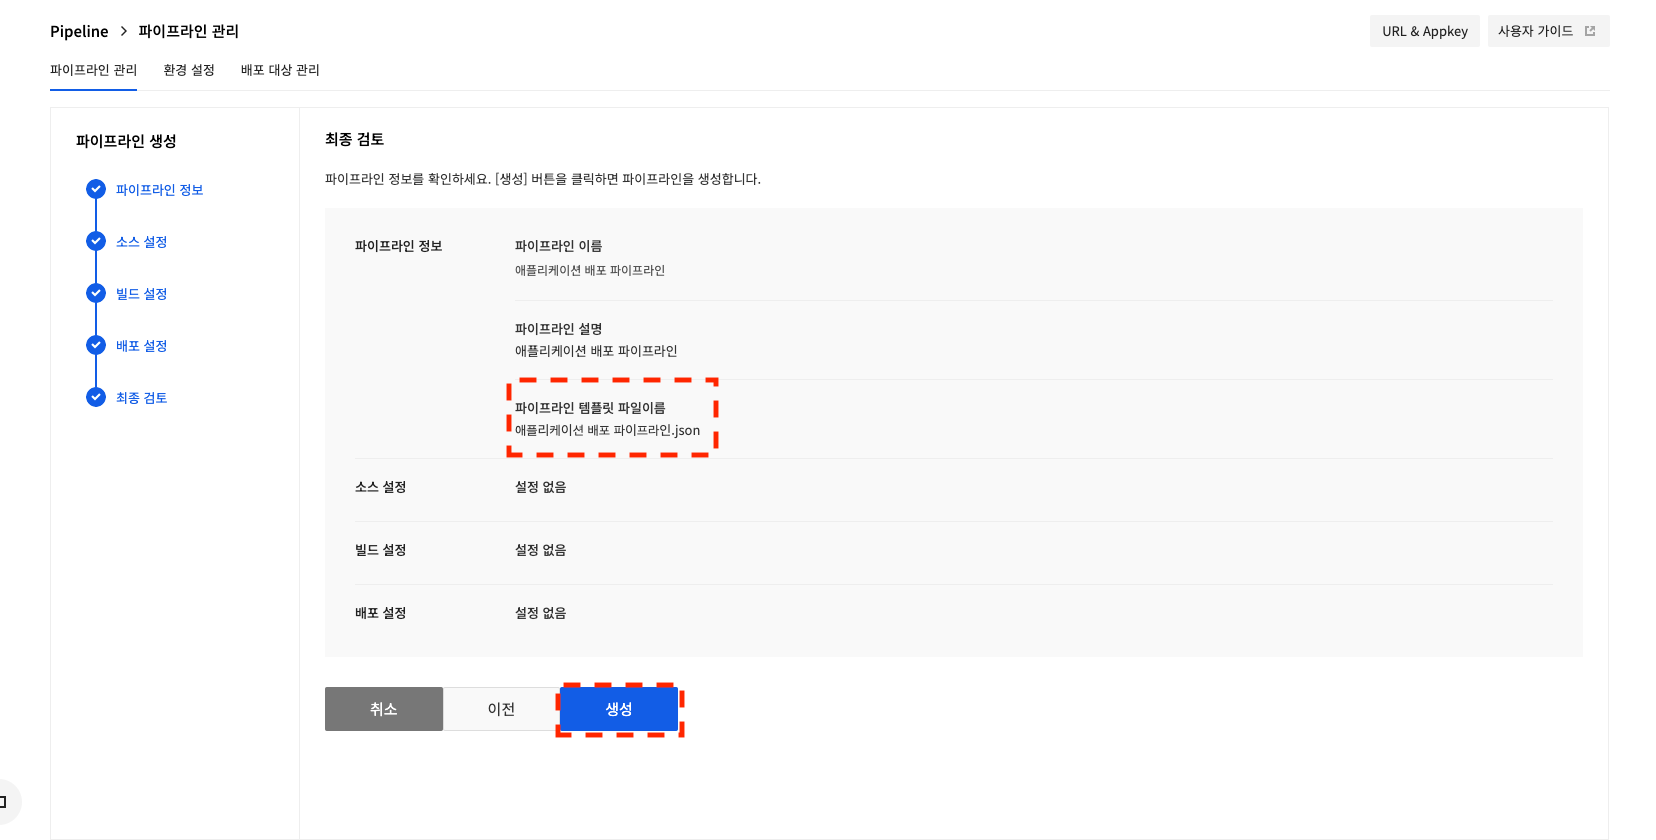 Pipeline > 파이프라인 관리
URL & Appkey
사용자 가이드
파이프라인 관리
환경 설정
배포 대상 관리
파이프라인 생성
파이프라인 정보
소스 설정
빌드 설정
배포 설정
최종 검토
최종 검토
파이프라인 정보를 확인하세요. [생성] 버튼을 클릭하면 파이프라인을 생성합니다.
파이프라인 정보
파이프라인 이름
애플리케이션 배포 파이프라인
파이프라인 설명
애플리케이션 배포 파이프라인
파이프라인 템플릿 파일이름
애플리케이션 배포 파이프라인.json
소스 설정
설정 없음
빌드 설정
설정 없음
배포 설정
설정 없음
취소
이전
생성